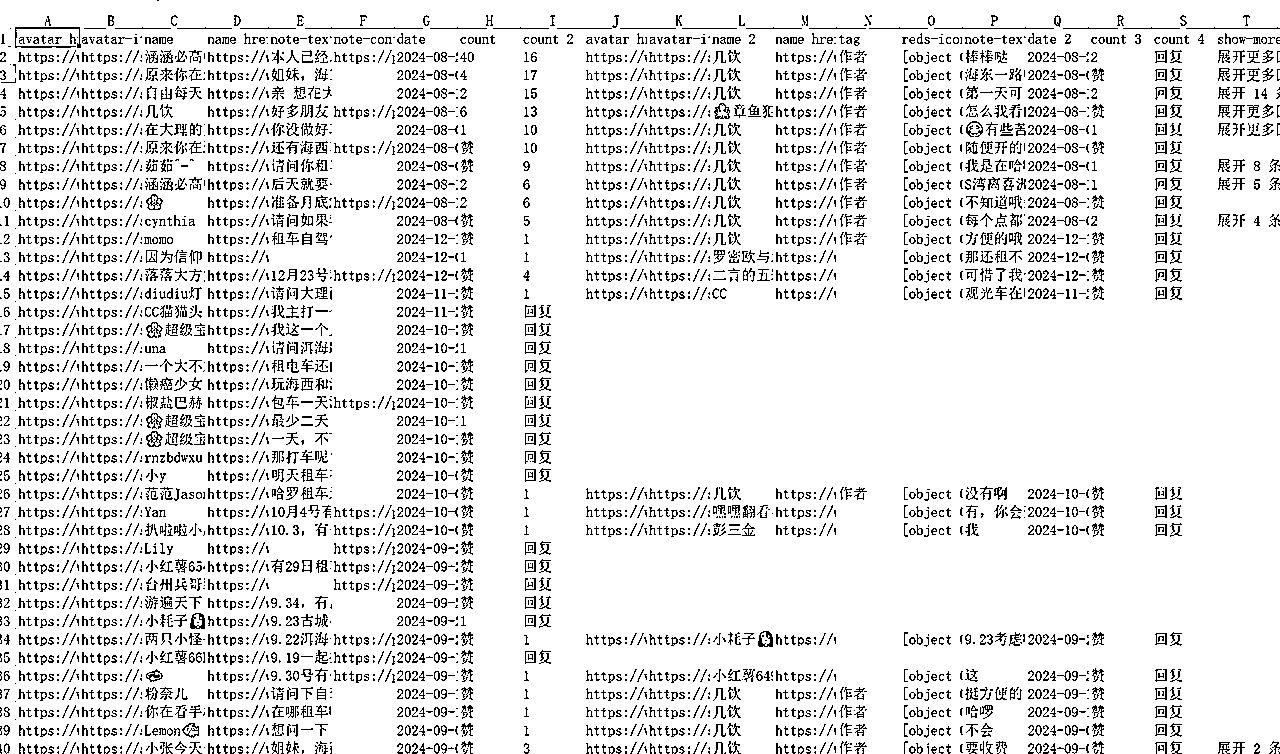 A B C D E F G H I J K L M N O P Q R S T
1 avatar h avatar-i name name hre note-tex note-con date count count 2 avatar h avatar-i name 2 name hre tag reds-ico note-tex date 2 count 3 count 4 show-more
2 https:// https:/ 涵涵必高 https:// 本人已经 https:// 2024-08- 40 16 https:// https:/ 几饮 https:// 作者 [object ( 棒棒哒 2024-08- 2 回复 展开更多
3 https:// https:/ 原来你在 https:// 姐妹，海 2024-08- 4 17 https:// https:/ 几饮 https:// 作者 [object ( 海东一路 2024-08-( 赞 回复 展开更多
4 https:// https:/ 自由每天 https:// 亲 想在大 2024-08- 2 15 https:// https:/ 几饮 https:// 作者 [object ( 第一天可 2024-08- 2 回复 展开 14 条
5 https:// https:/ 几饮 https:// 好多朋友 https:// 2024-08- 6 13 https:// https:/ 章鱼犯 https:// 作者 [object ( 怎么我看 2024-08-( 赞 回复 展开更多
6 https:// https:/ 在大理的 https:// 你没做好 2024-08-( 1 10 https:// https:/ 几饮 https:// 作者 [object ( 有些苦 2024-08-( 1 回复 展开更多
7 https:// https:/ 原来你在 https:// 还有海西 https:// 2024-08-( 赞 10 https:// https:/ 几饮 https:// 作者 [object ( 随便开的 2024-08-( 赞 回复
8 https:// https:/ 茹茹 https:// 请问你租 2024-08-( 赞 9 https:// https:/ 几饮 https:// 作者 [object ( 我是在哈 2024-08-( 1 回复 展开 8 条
9 https:// https:/ 涵涵必高 https:// 后天就要 2024-08- 2 6 https:// https:/ 几饮 https:// 作者 [object ( S湾离喜洲 2024-08- 1 回复 展开 5 条
10 https:// https:/ https:// 准备月底 https:// 2024-08- 2 6 https:// https:/ 几饮 https:// 作者 [object ( 不知道哦 2024-08-( 赞 回复
11 https:// https:/ cynthia https:// 请问如果 2024-08-( 赞 5 https:// https:/ 几饮 https:// 作者 [object ( 每个点都 2024-08-( 2 回复 展开 4 条
12 https:// https:/ momo https:// 租车自驾 2024-12- 赞 1 https:// https:/ 几饮 https:// 作者 [object ( 方便的哦 2024-12- 赞 回复
13 https:// https:/ 因为信仰 https:// 2024-12-( 1 1 https:// https:/ 罗密欧与 https:// [object ( 那还租不 2024-12- 赞 回复
14 https:// https:/ 落落大方 https:// 12月23号 https:// 2024-12-( 赞 4 https:// https:/ 二言的五 https:// [object ( 可惜了我 2024-12- 赞 回复
15 https:// https:/ diudiu灯 https:// 请问大理 2024-11- 赞 1 https:// https:/ CC https:// [object ( 观光车在 2024-11- 赞 回复
16 https:// https:/ CC猫猫头 https:// 我主打一 2024-11- 赞 回复
17 https:// https:/ 超级宝 https:// 我这一个 2024-10- 赞 回复
18 https:// https:/ una https:// 请问洱海 2024-10- 1 回复
19 https:// https:/ 一个大不 https:// 租电车还 2024-10- 赞 回复
20 https:// https:/ 懒癌少女 https:// 玩海西和 2024-10- 赞 回复
21 https:// https:/ 椒盐巴赫 https:// 包车一天 https:// 2024-10- 赞 回复
22 https:// https:/ 超级宝 https:// 最少二天 2024-10- 1 回复
23 https:// https:/ 超级宝 https:// 一天，不 2024-10- 赞 回复
24 https:// https:/ rnzbdwxu https:// 那打车呢 2024-10-( 赞 回复
25 https:// https:/ 小y https:// 明天租车 2024-10-( 赞 回复
26 https:// https:/ 范范Jaso https:// 哈罗租车 2024-10-( 赞 1 https:// https:/ 几饮 https:// 作者 [object ( 没有啊 2024-10-( 赞 回复
27 https:// https:/ Yan https:// 10月4号有 2024-10-( 赞 1 https:// https:/ 嘿嘿翻看 https:// [object ( 有，你会 2024-10-( 赞 回复
28 https:// https:/ 扒啦啦小 https:// 10.3，有 2024-10-( 赞 1 https:// https:/ 彭三金 https:// [object ( 我 2024-10-( 赞 回复
29 https:// https:/ Lily https:// https:// 2024-09- 赞 回复
30 https:// https:/ 小红薯65 https:// 有29日租 https:// 2024-09- 赞 回复
31 https:// https:/ 台州兵哥 https:// https:// 2024-09- 赞 回复
32 https:// https:/ 游遍天下 https:// 9.34，有 2024-09- 赞 回复
33 https:// https:/ 小耗子 https:// 9.23古城 2024-09- 1 回复
34 https:// https:/ 两只小怪 https:// 9.22洱海 https:// 2024-09- 赞 1 https:// https:/ 小耗子 https:// [object ( 9.23考虑 2024-09- 赞 回复
35 https:// https:/ 小红薯66 https:// 9.19一起 https:// 2024-09- 赞 回复
36 https:// https:/ https:// 9.30号有 https:// 2024-09- 赞 1 https:// https:/ 小红薯64 https:// [object ( 这 2024-09- 赞 回复
37 https:// https:/ 粉奈儿 https:// 请问下自 2024-09- 赞 1 https:// https:/ 几饮 https:// 作者 [object ( 挺方便的 2024-09- 赞 回复
38 https:// https:/ 你在看手 https:// 在哪租车 2024-09- 赞 1 https:// https:/ 几饮 https:// 作者 [object ( 哈啰 2024-09- 赞 回复
39 https:// https:/ Lemon https:// 想问一下 2024-09- 赞 1 https:// https:/ 几饮 https:// 作者 [object ( 不会 2024-09- 赞 回复
40 https:// https:/ 小张今天 https:// 姐妹，海 2024-09-( 赞 3 https:// https:/ 几饮 https:// 作者 [object ( 要收费 2024-09-( 赞 回复 展开 2 条